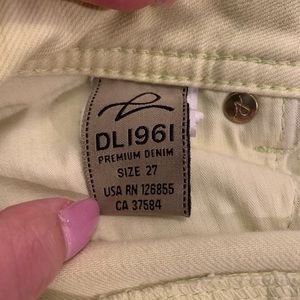 DL1961
PREMIUM DENIM
SIZE 27
USA RN 126855
CA 37584